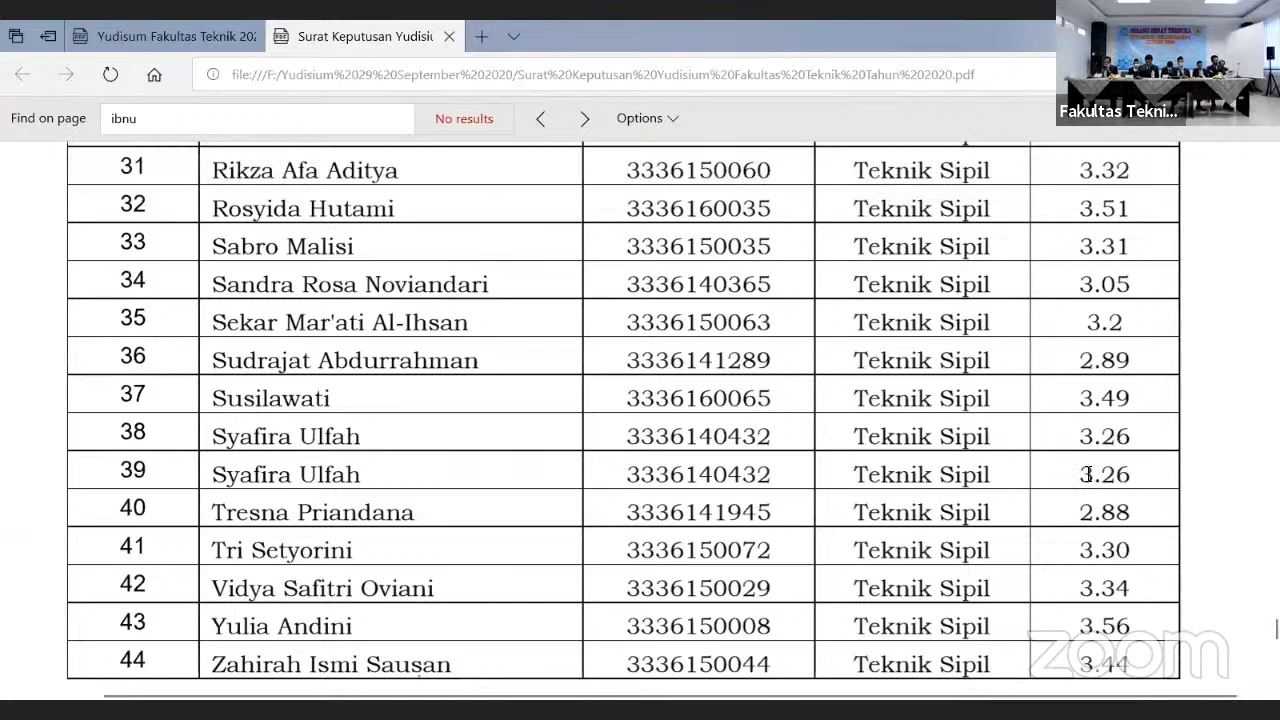 Yudisum Fakultas Teknik 202
Surat Keputusan Yudisiu
file:///F:/Yudisium%2029%20September%202020/Surat%20Keputusan%20Yudisium%20Fakultas%20Teknik%20Tahun%202020.pdf
SIDANG SENAT TERBUKA
Fakultas Tekni...
Find on page ibnu No results Options
31 Rikza Afa Aditya 3336150060 Teknik Sipil 3.32
32 Rosyida Hutami 3336160035 Teknik Sipil 3.51
33 Sabro Malisi 3336150035 Teknik Sipil 3.31
34 Sandra Rosa Noviandari 3336140365 Teknik Sipil 3.05
35 Sekar Mar'ati Al-Ihsan 3336150063 Teknik Sipil 3.2
36 Sudrajat Abdurrahman 3336141289 Teknik Sipil 2.89
37 Susilawati 3336160065 Teknik Sipil 3.49
38 Syafira Ulfah 3336140432 Teknik Sipil 3.26
39 Syafira Ulfah 3336140432 Teknik Sipil 3.26
40 Tresna Priandana 3336141945 Teknik Sipil 2.88
41 Tri Setyorini 3336150072 Teknik Sipil 3.30
42 Vidya Safitri Oviani 3336150029 Teknik Sipil 3.34
43 Yulia Andini 3336150008 Teknik Sipil 3.56
44 Zahirah Ismi Sausan 3336150044 Teknik Sipil 3.44
zoom